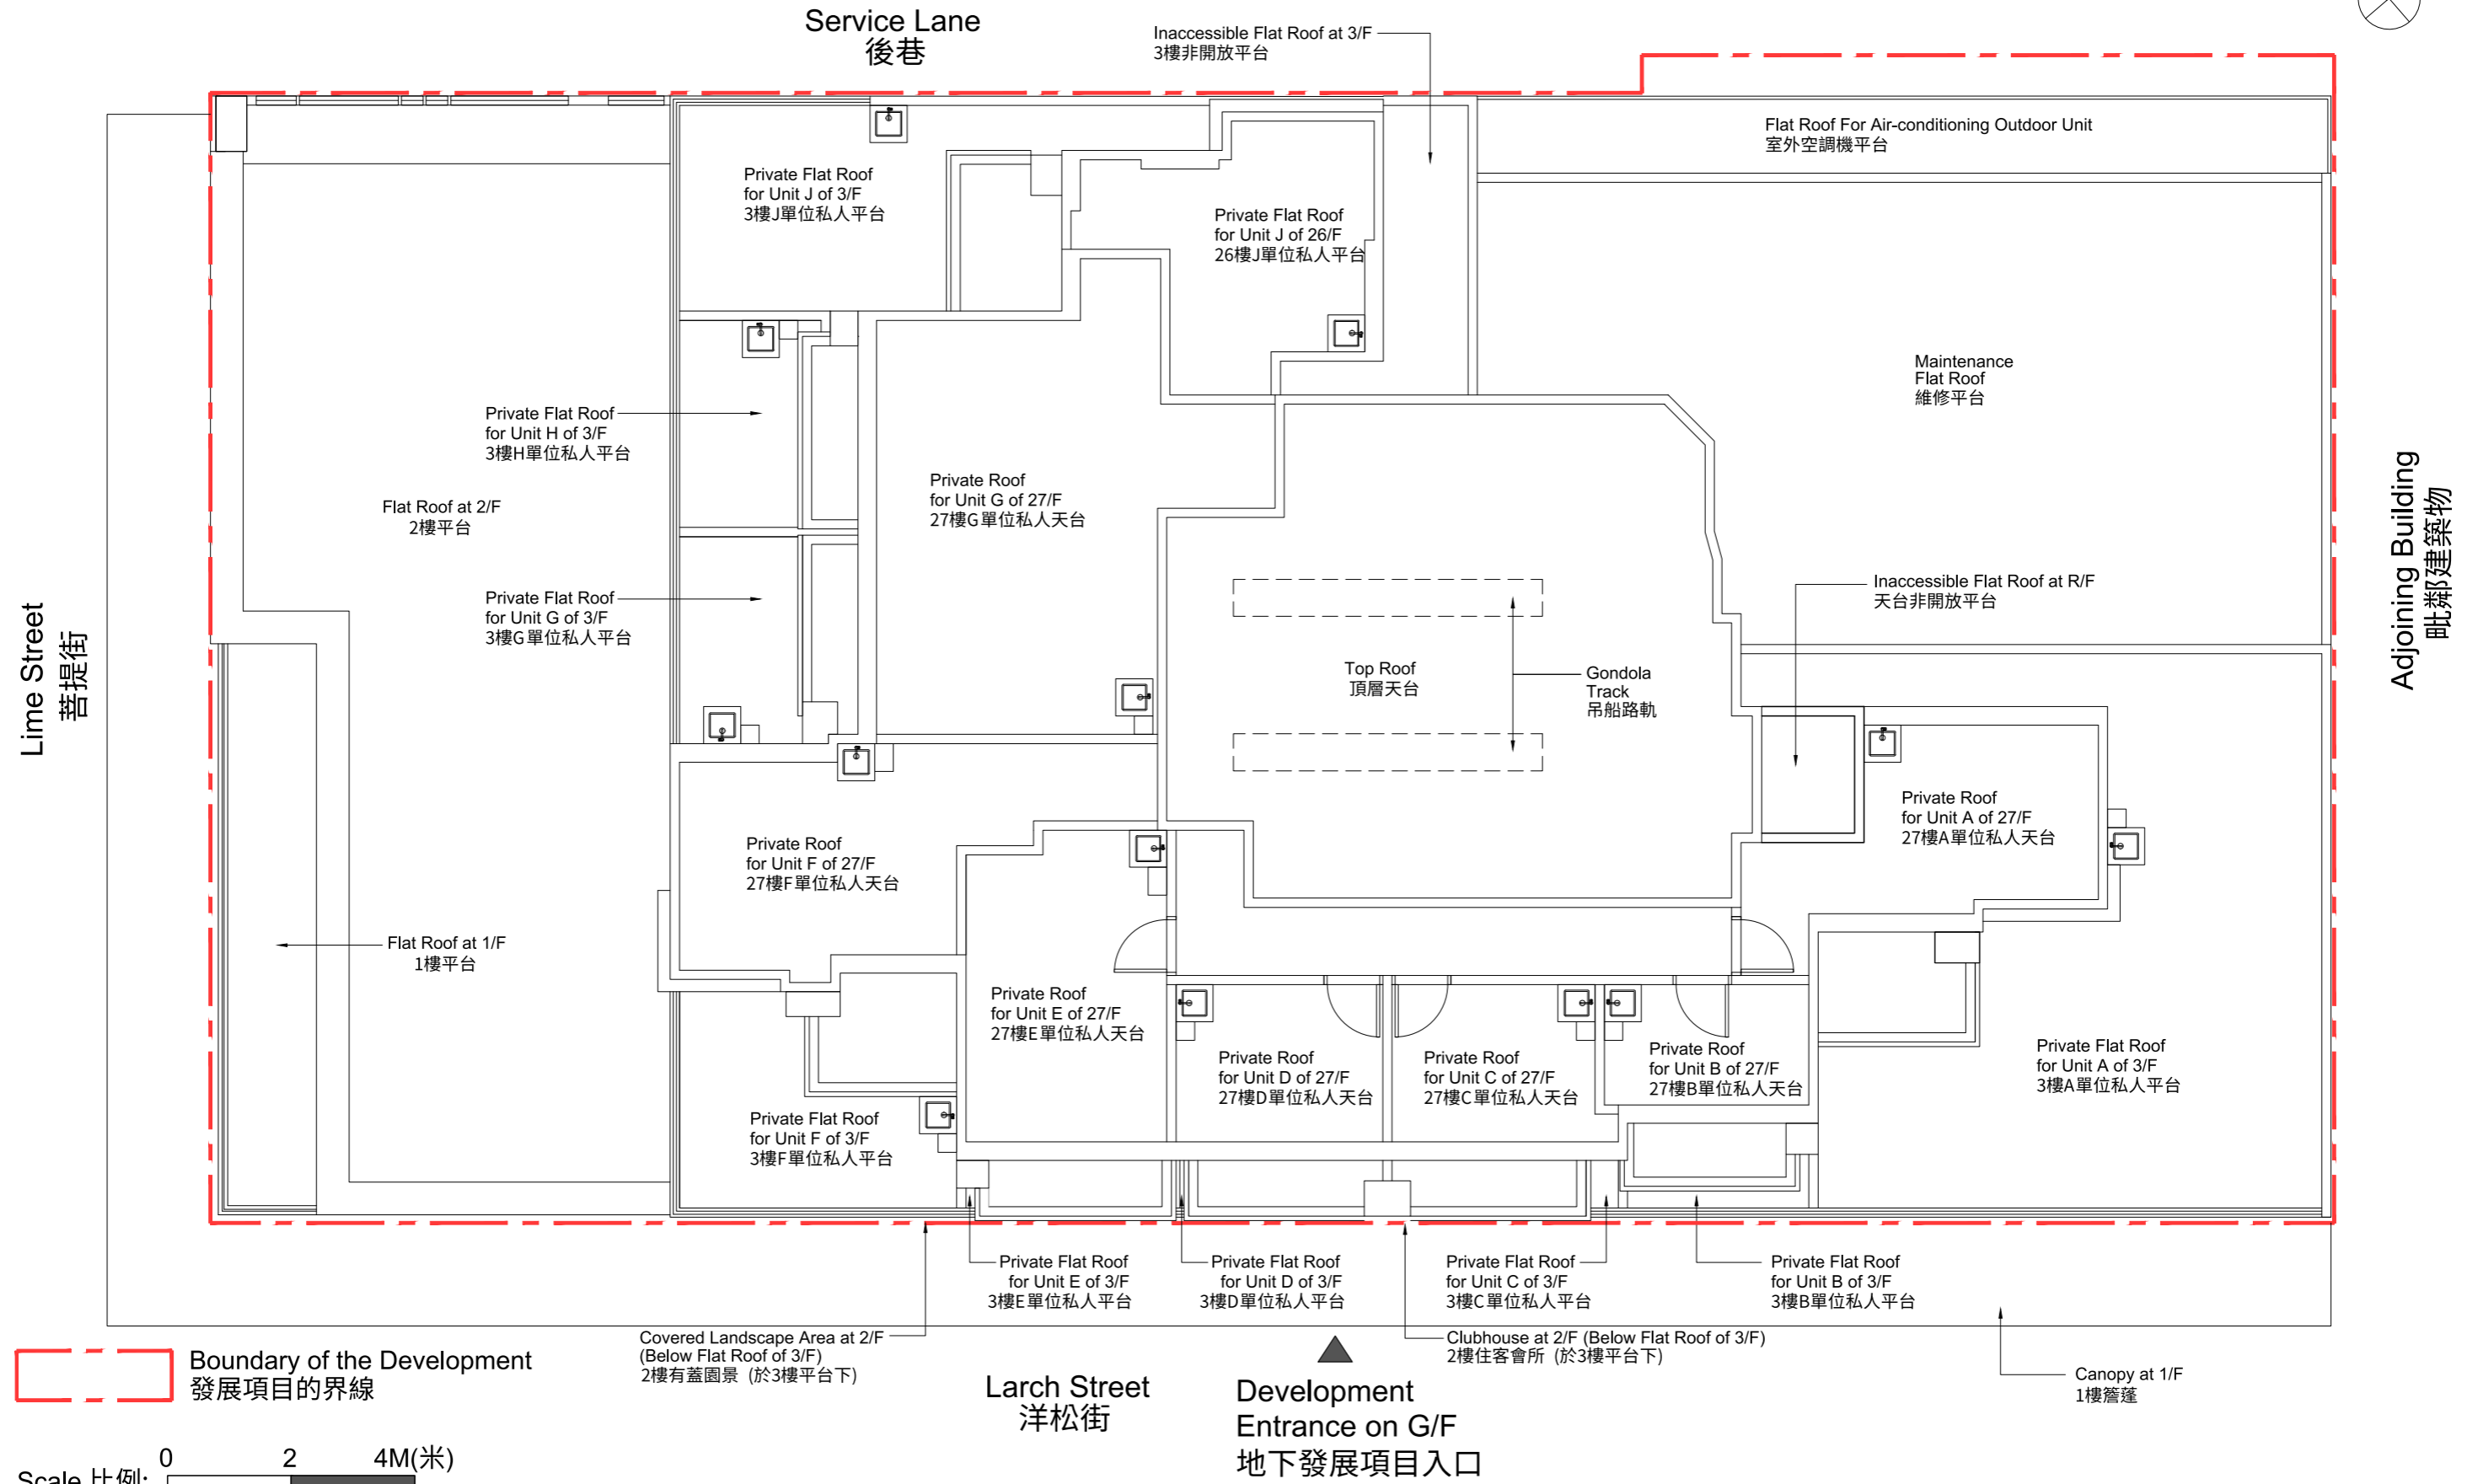 Service Lane
後巷
Inaccessible Flat Roof at 3/F
3樓非開放平台
Flat Roof For Air-conditioning Outdoor Unit
室外空調機平台
Private Flat Roof
for Unit J of 3/F
3樓J單位私人平台
Private Flat Roof
for Unit J of 26/F
26樓J單位私人平台
Maintenance
Flat Roof
維修平台
Private Flat Roof
for Unit H of 3/F
3樓H單位私人平台
Flat Roof at 2/F
2樓平台
Private Roof
for Unit G of 27/F
27樓G單位私人天台
Adjoining Building
毗鄰建築物
Private Flat Roof
for Unit G of 3/F
3樓G單位私人平台
Inaccessible Flat Roof at R/F
天台非開放平台
Lime Street
菩提街
Top Roof
頂層天台
Gondola
Track
吊船路軌
Private Roof
for Unit A of 27/F
27樓A單位私人天台
Private Roof
for Unit F of 27/F
27樓F單位私人天台
Flat Roof at 1/F
1樓平台
Private Roof
for Unit E of 27/F
27樓E單位私人天台
Private Roof
for Unit D of 27/F
27樓D單位私人天台
Private Roof
for Unit C of 27/F
27樓C單位私人天台
Private Roof
for Unit B of 27/F
27樓B單位私人天台
Private Flat Roof
for Unit A of 3/F
3樓A單位私人平台
Private Flat Roof
for Unit F of 3/F
3樓F單位私人平台
Private Flat Roof
for Unit E of 3/F
3樓E單位私人平台
Private Flat Roof
for Unit D of 3/F
3樓D單位私人平台
Private Flat Roof
for Unit C of 3/F
3樓C單位私人平台
Private Flat Roof
for Unit B of 3/F
3樓B單位私人平台
Covered Landscape Area at 2/F
(Below Flat Roof of 3/F)
2樓有蓋園景 (於3樓平台下)
Clubhouse at 2/F (Below Flat Roof of 3/F)
2樓住客會所 (於3樓平台下)
Canopy at 1/F
1樓簷蓬
Boundary of the Development
發展項目的界線
Larch Street
洋松街
Development
Entrance on G/F
地下發展項目入口
0 2 4M(米)
Scale 比例: